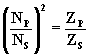 (N_P / N_S)^2 = Z_P / Z_S